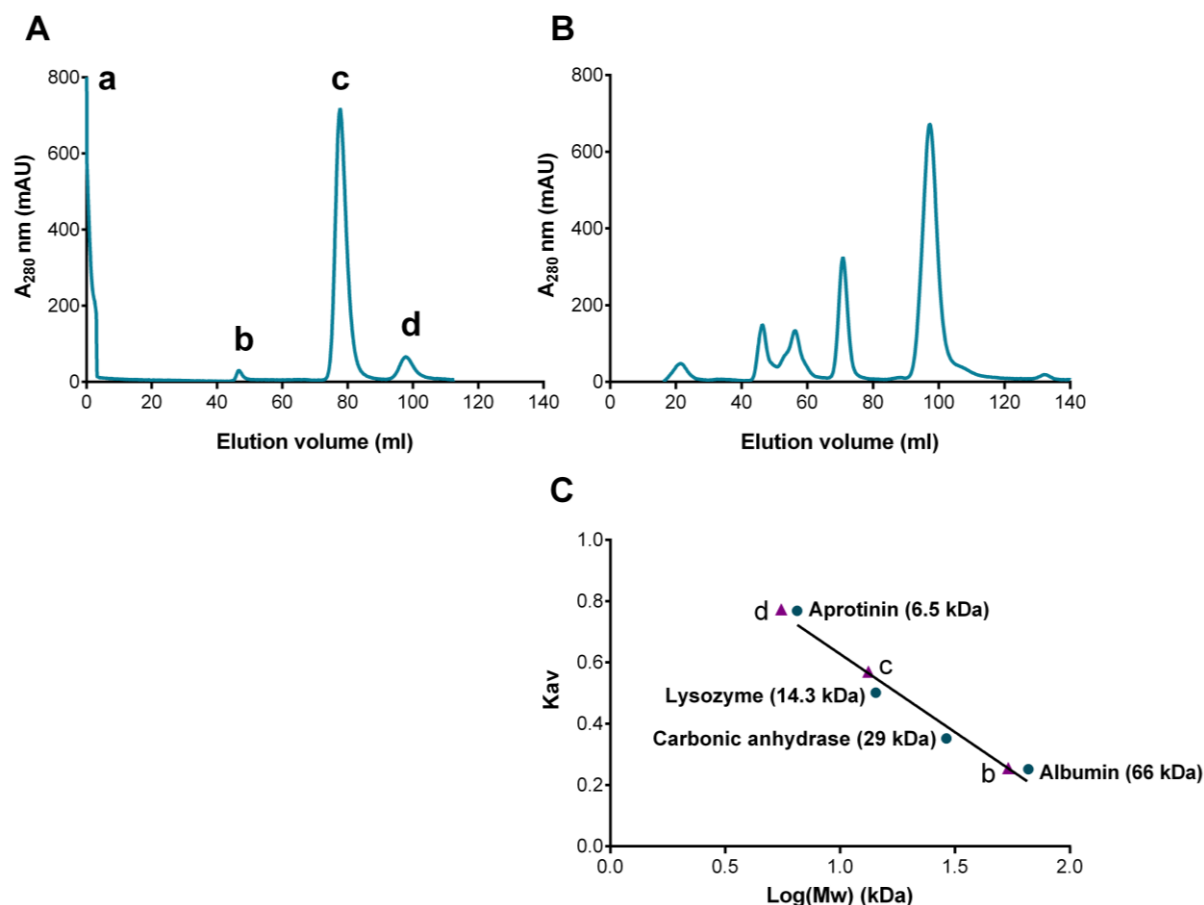 A
a
b
c
d
A280 nm (mAU)
800
600
400
200
0
0 20 40 60 80 100 120 140
Elution volume (ml)
B
A280 nm (mAU)
800
600
400
200
0
0 20 40 60 80 100 120 140
Elution volume (ml)
C
Kav
1.0
0.8
0.6
0.4
0.2
0.0
d Aprotinin (6.5 kDa)
c
Lysozyme (14.3 kDa)
Carbonic anhydrase (29 kDa)
b Albumin (66 kDa)
0.0 0.5 1.0 1.5 2.0
Log(Mw) (kDa)